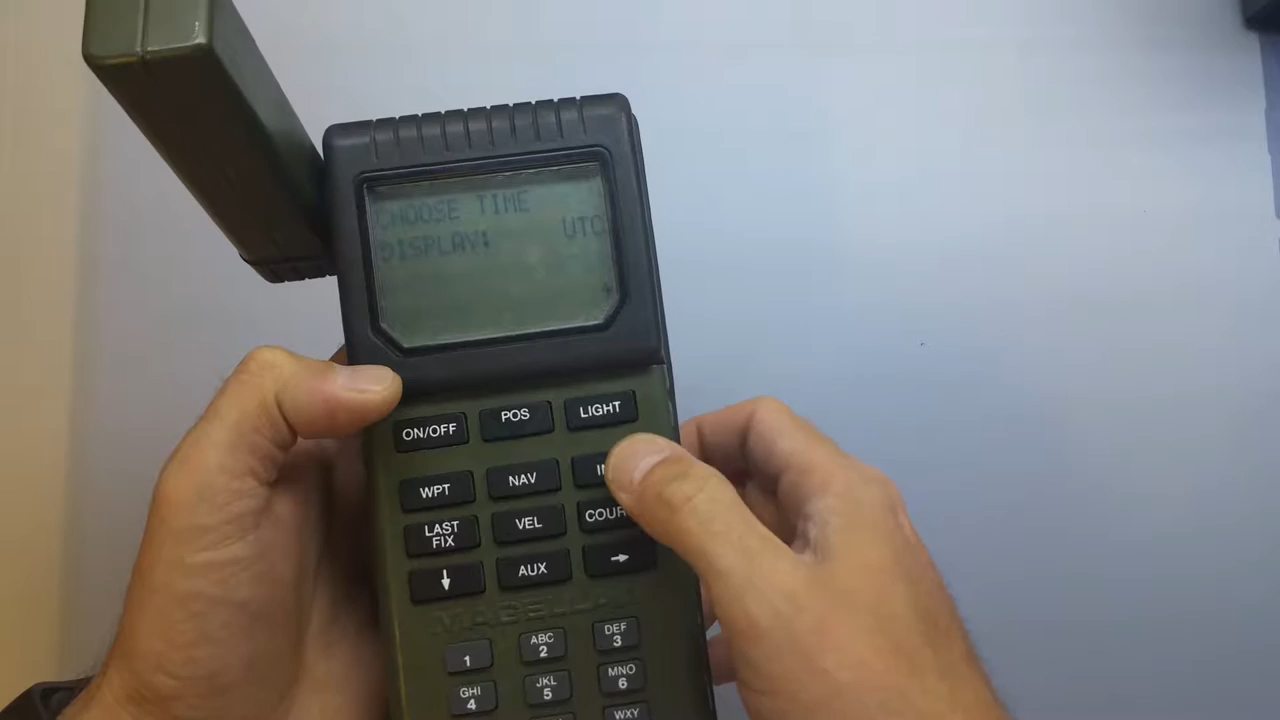 CHOOSE TIME
DISPLAY: UTC
ON/OFF POS LIGHT
WPT NAV
LAST FIX VEL
↓ AUX →
1 ABC 2 DEF 3
GHI 4 JKL 5 MNO 6
WXY